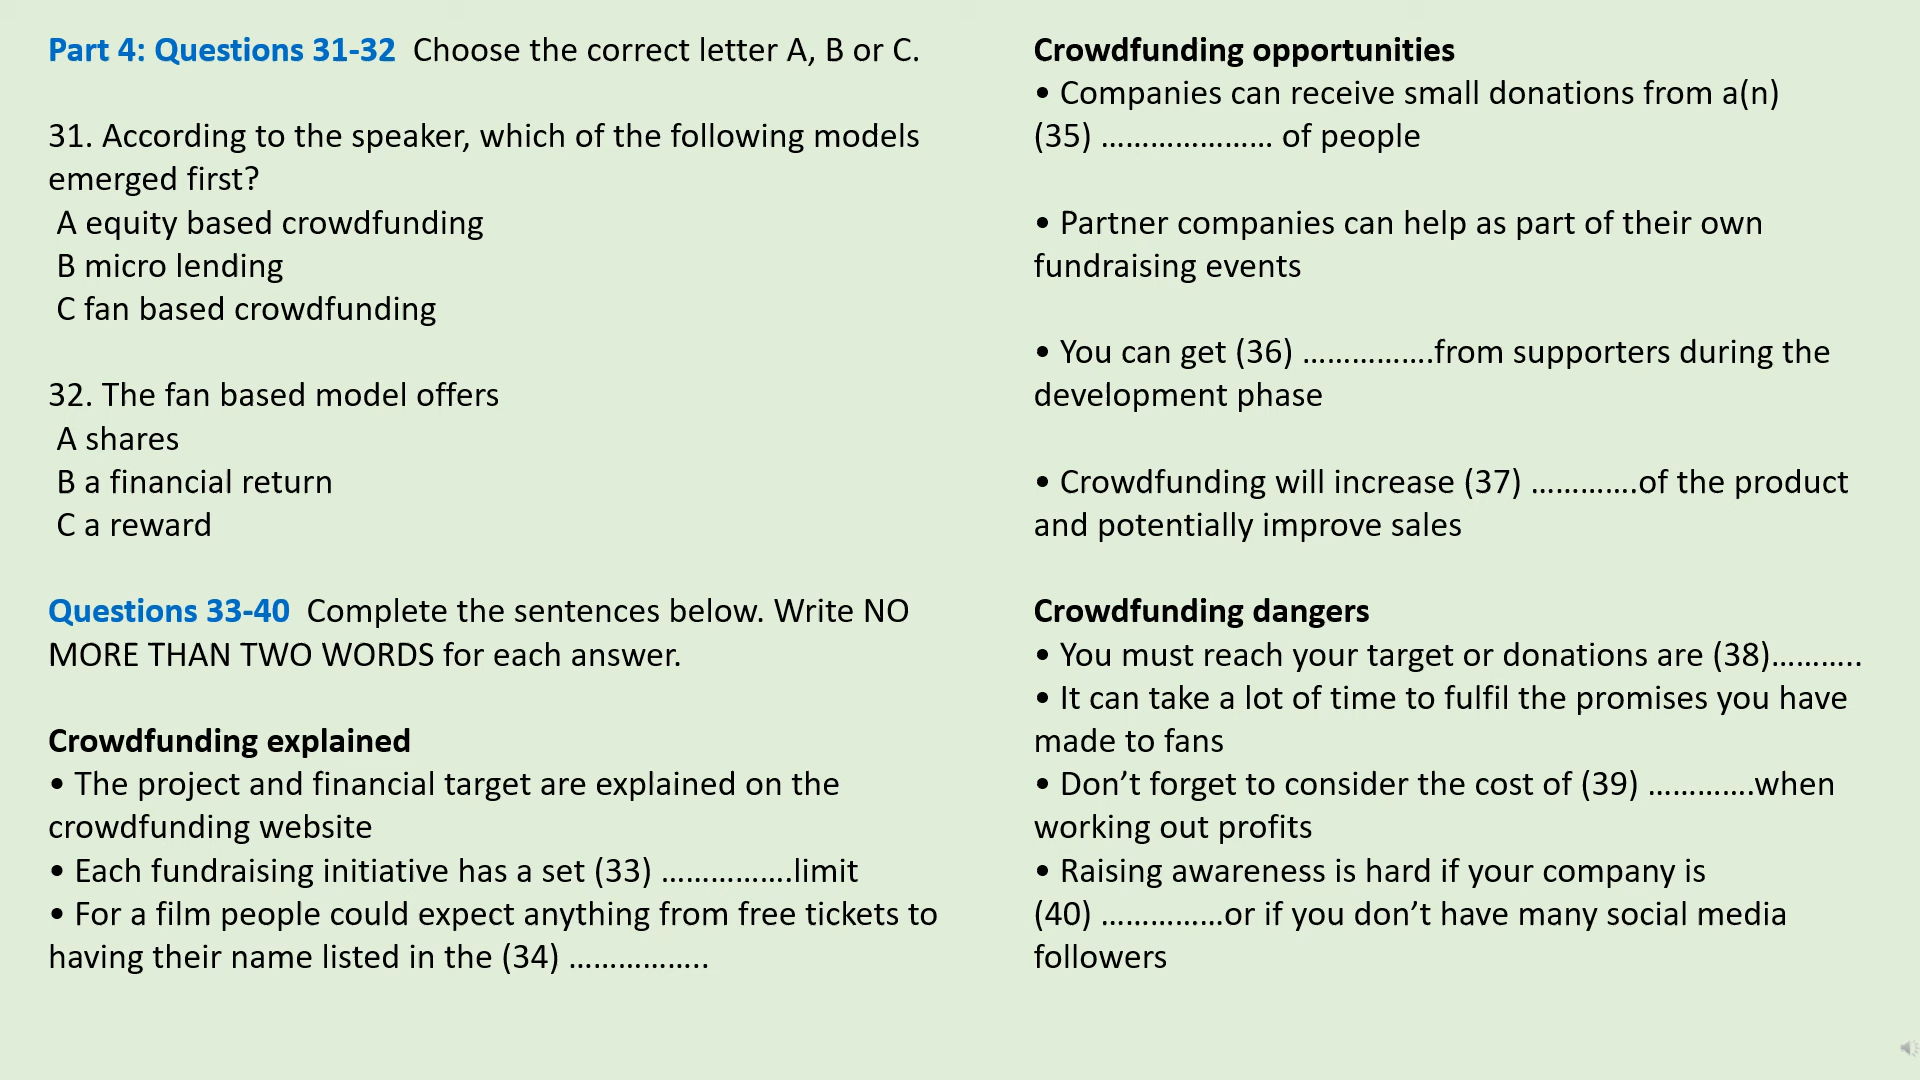 Part 4: Questions 31-32  Choose the correct letter A, B or C.
31. According to the speaker, which of the following models
emerged first?
A equity based crowdfunding
B micro lending
C fan based crowdfunding
32. The fan based model offers
A shares
B a financial return
C a reward
Questions 33-40  Complete the sentences below. Write NO
MORE THAN TWO WORDS for each answer.
Crowdfunding explained
• The project and financial target are explained on the
crowdfunding website
• Each fundraising initiative has a set (33) …………….limit
• For a film people could expect anything from free tickets to
having their name listed in the (34) ……………..
Crowdfunding opportunities
• Companies can receive small donations from a(n)
(35) ………………… of people
• Partner companies can help as part of their own
fundraising events
• You can get (36) …………….from supporters during the
development phase
• Crowdfunding will increase (37) ………….of the product
and potentially improve sales
Crowdfunding dangers
• You must reach your target or donations are (38)………..
• It can take a lot of time to fulfil the promises you have
made to fans
• Don’t forget to consider the cost of (39) ………….when
working out profits
• Raising awareness is hard if your company is
(40) ……………or if you don’t have many social media
followers